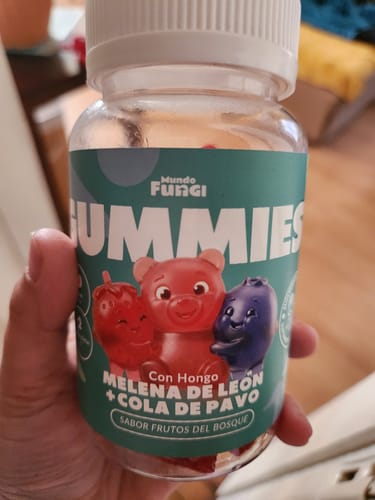 Mundo
FUNGI
GUMMIES
Con Hongo
MELENA DE LEÓN
+ COLA DE PAVO
SABOR FRUTOS DEL BOSQUE